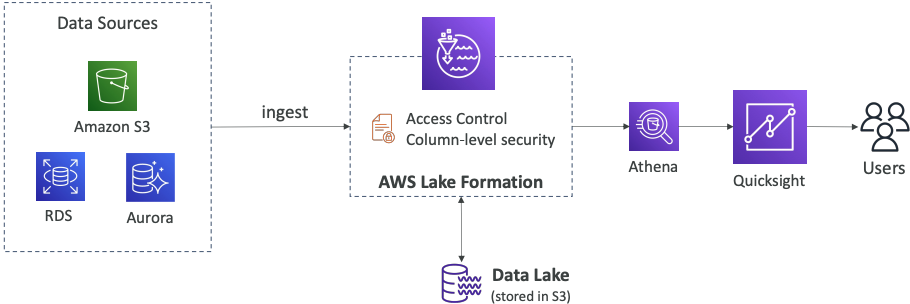 Data Sources
Amazon S3
RDS
Aurora
ingest
Access Control
Column-level security
AWS Lake Formation
Data Lake
(stored in S3)
Athena
Quicksight
Users